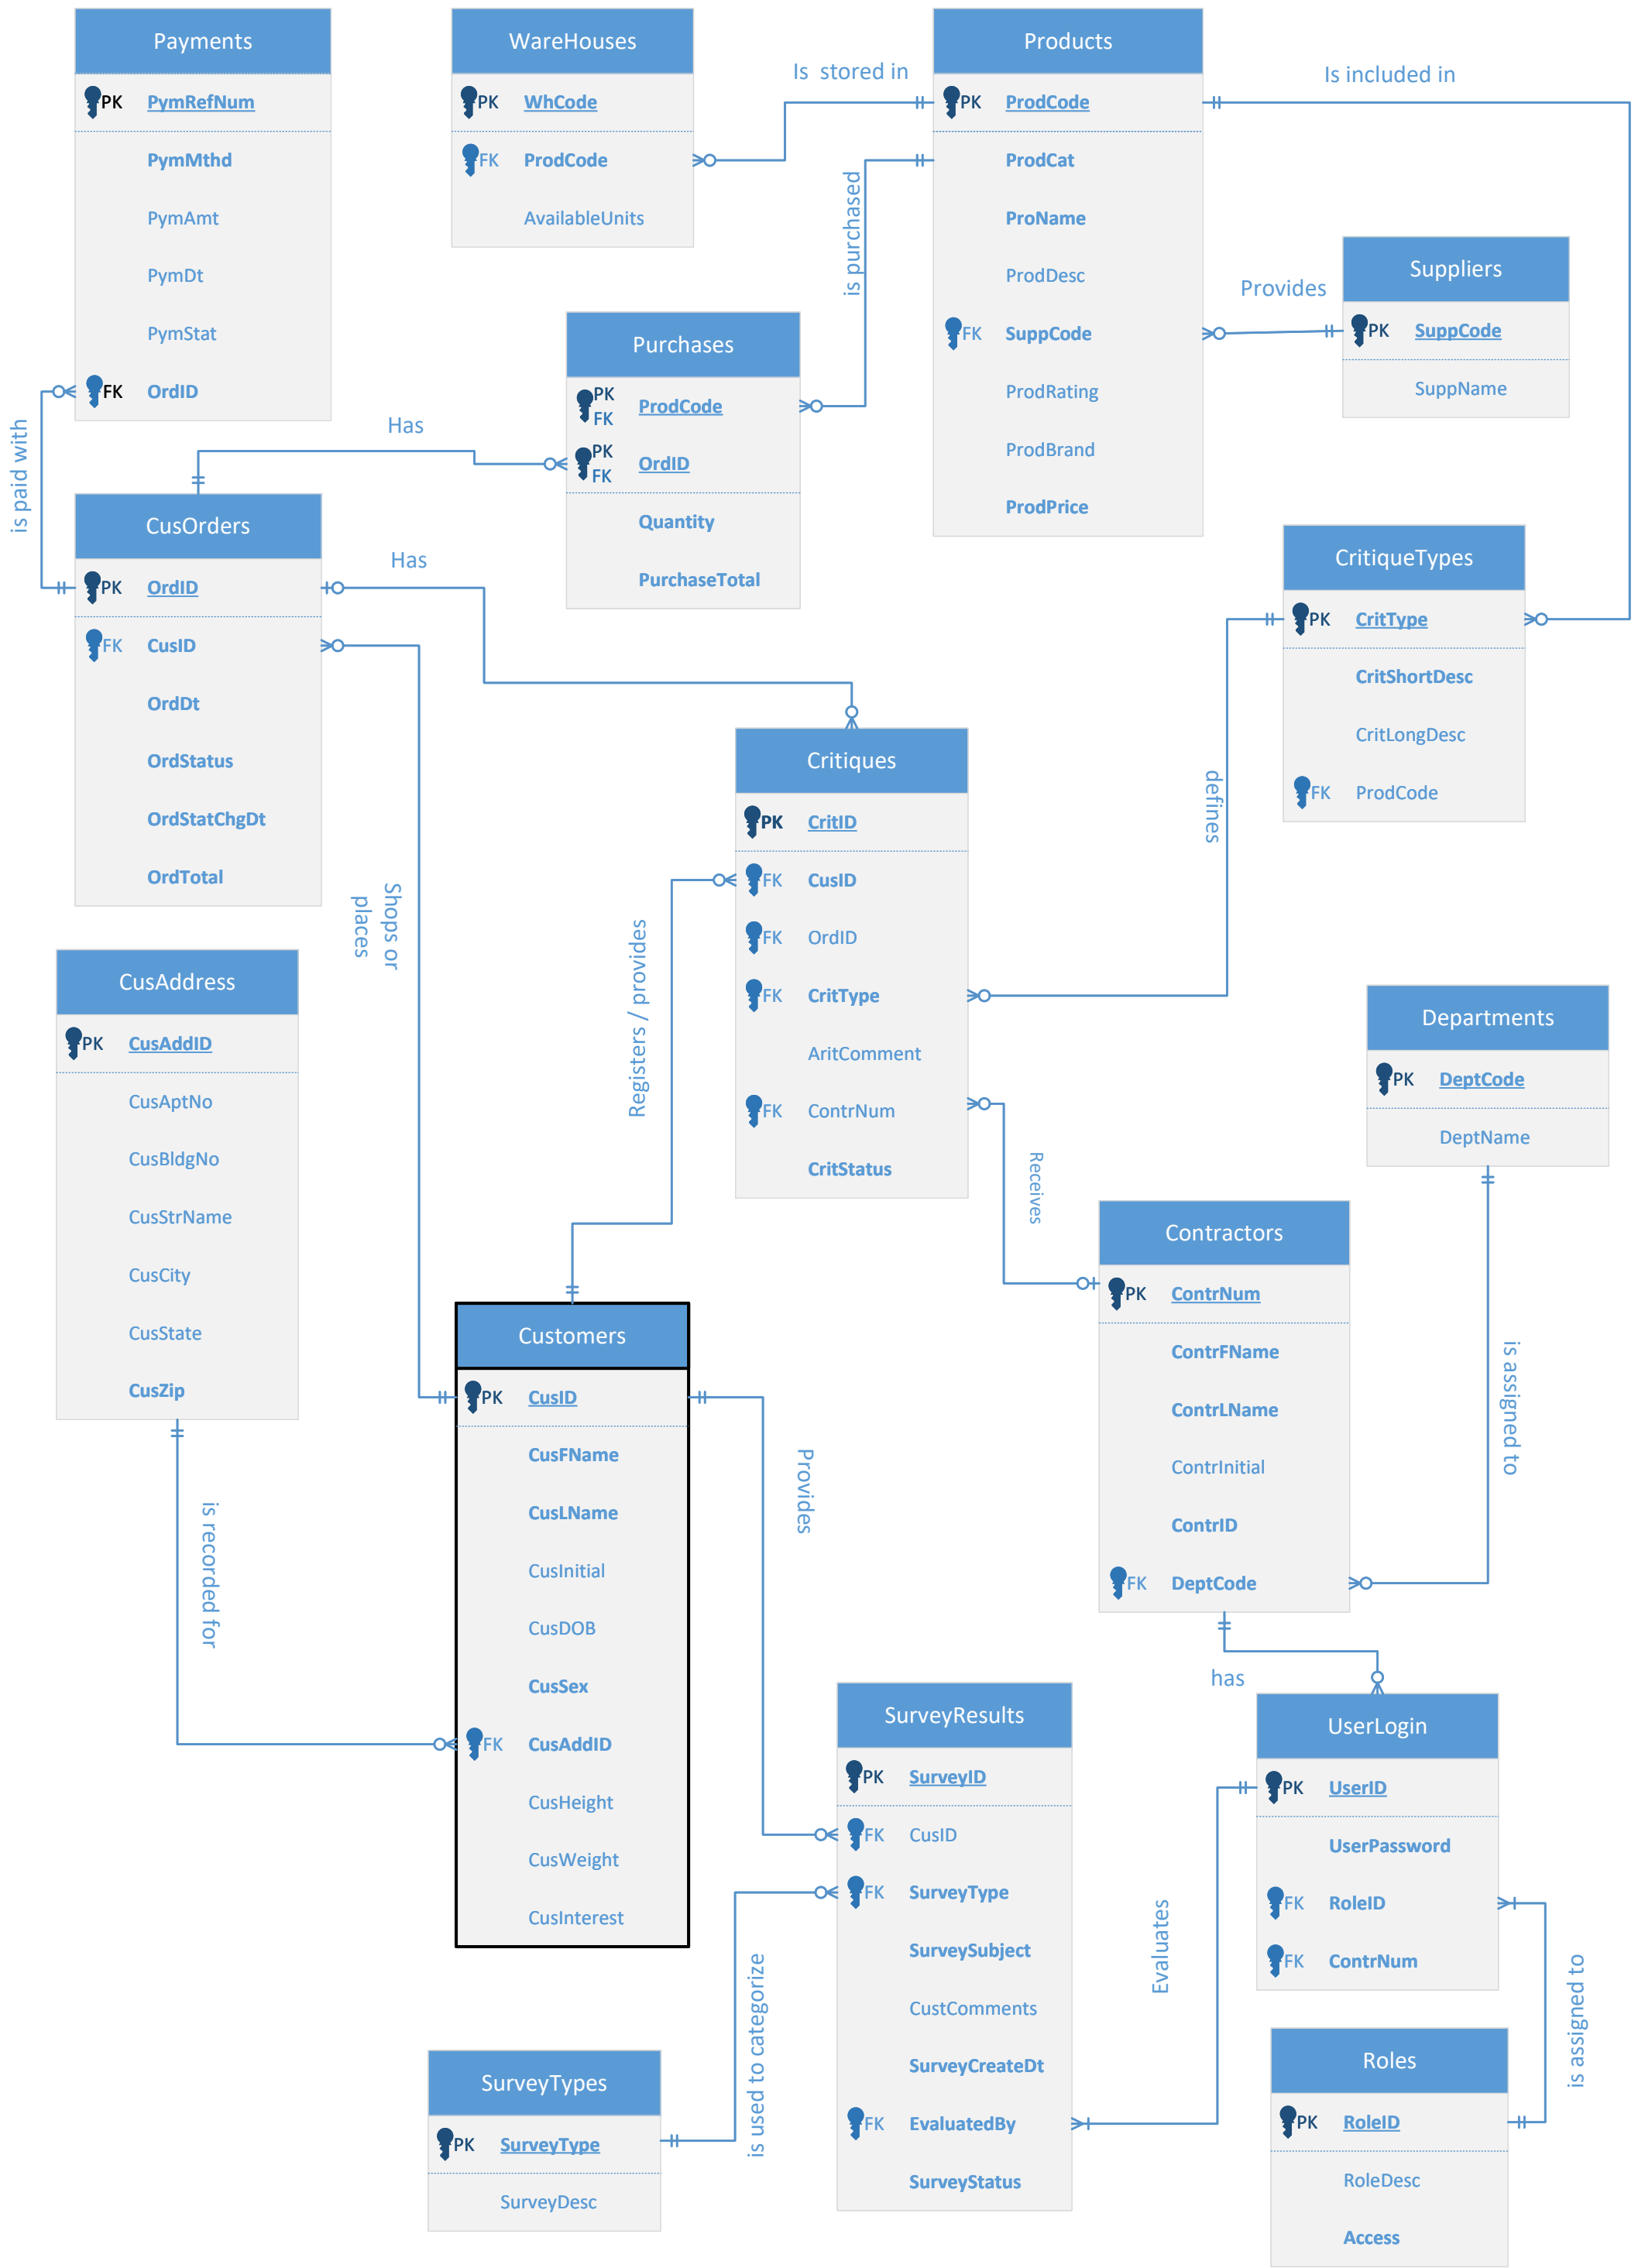 Payments
PK PymRefNum
PymMthd
PymAmt
PymDt
PymStat
FK OrdID
WareHouses
PK WhCode
FK ProdCode
AvailableUnits
Is stored in
Products
PK ProdCode
ProdCat
ProName
ProdDesc
FK SuppCode
ProdRating
ProdBrand
ProdPrice
Is included in
is purchased
Provides
Suppliers
PK SuppCode
SuppName
Purchases
PK
FK ProdCode
PK
FK OrdID
Quantity
PurchaseTotal
Has
is paid with
CusOrders
PK OrdID
FK CusID
OrdDt
OrdStatus
OrdStatChgDt
OrdTotal
Has
CritiqueTypes
PK CritType
CritShortDesc
CritLongDesc
FK ProdCode
defines
Critiques
PK CritID
FK CusID
FK OrdID
FK CritType
AritComment
FK ContrNum
CritStatus
Shops or
places
Registers / provides
CusAddress
PK CusAddID
CusAptNo
CusBldgNo
CusStrName
CusCity
CusState
CusZip
is recorded for
Departments
PK DeptCode
DeptName
Receives
is assigned to
Contractors
PK ContrNum
ContrFName
ContrLName
ContrInitial
ContrID
FK DeptCode
has
Customers
PK CusID
CusFName
CusLName
CusInitial
CusDOB
CusSex
FK CusAddID
CusHeight
CusWeight
CusInterest
Provides
SurveyResults
PK SurveyID
FK CusID
FK SurveyType
SurveySubject
CustComments
SurveyCreateDt
FK EvaluatedBy
SurveyStatus
Evaluates
UserLogin
PK UserID
UserPassword
FK RoleID
FK ContrNum
is assigned to
Roles
PK RoleID
RoleDesc
Access
is used to categorize
SurveyTypes
PK SurveyType
SurveyDesc